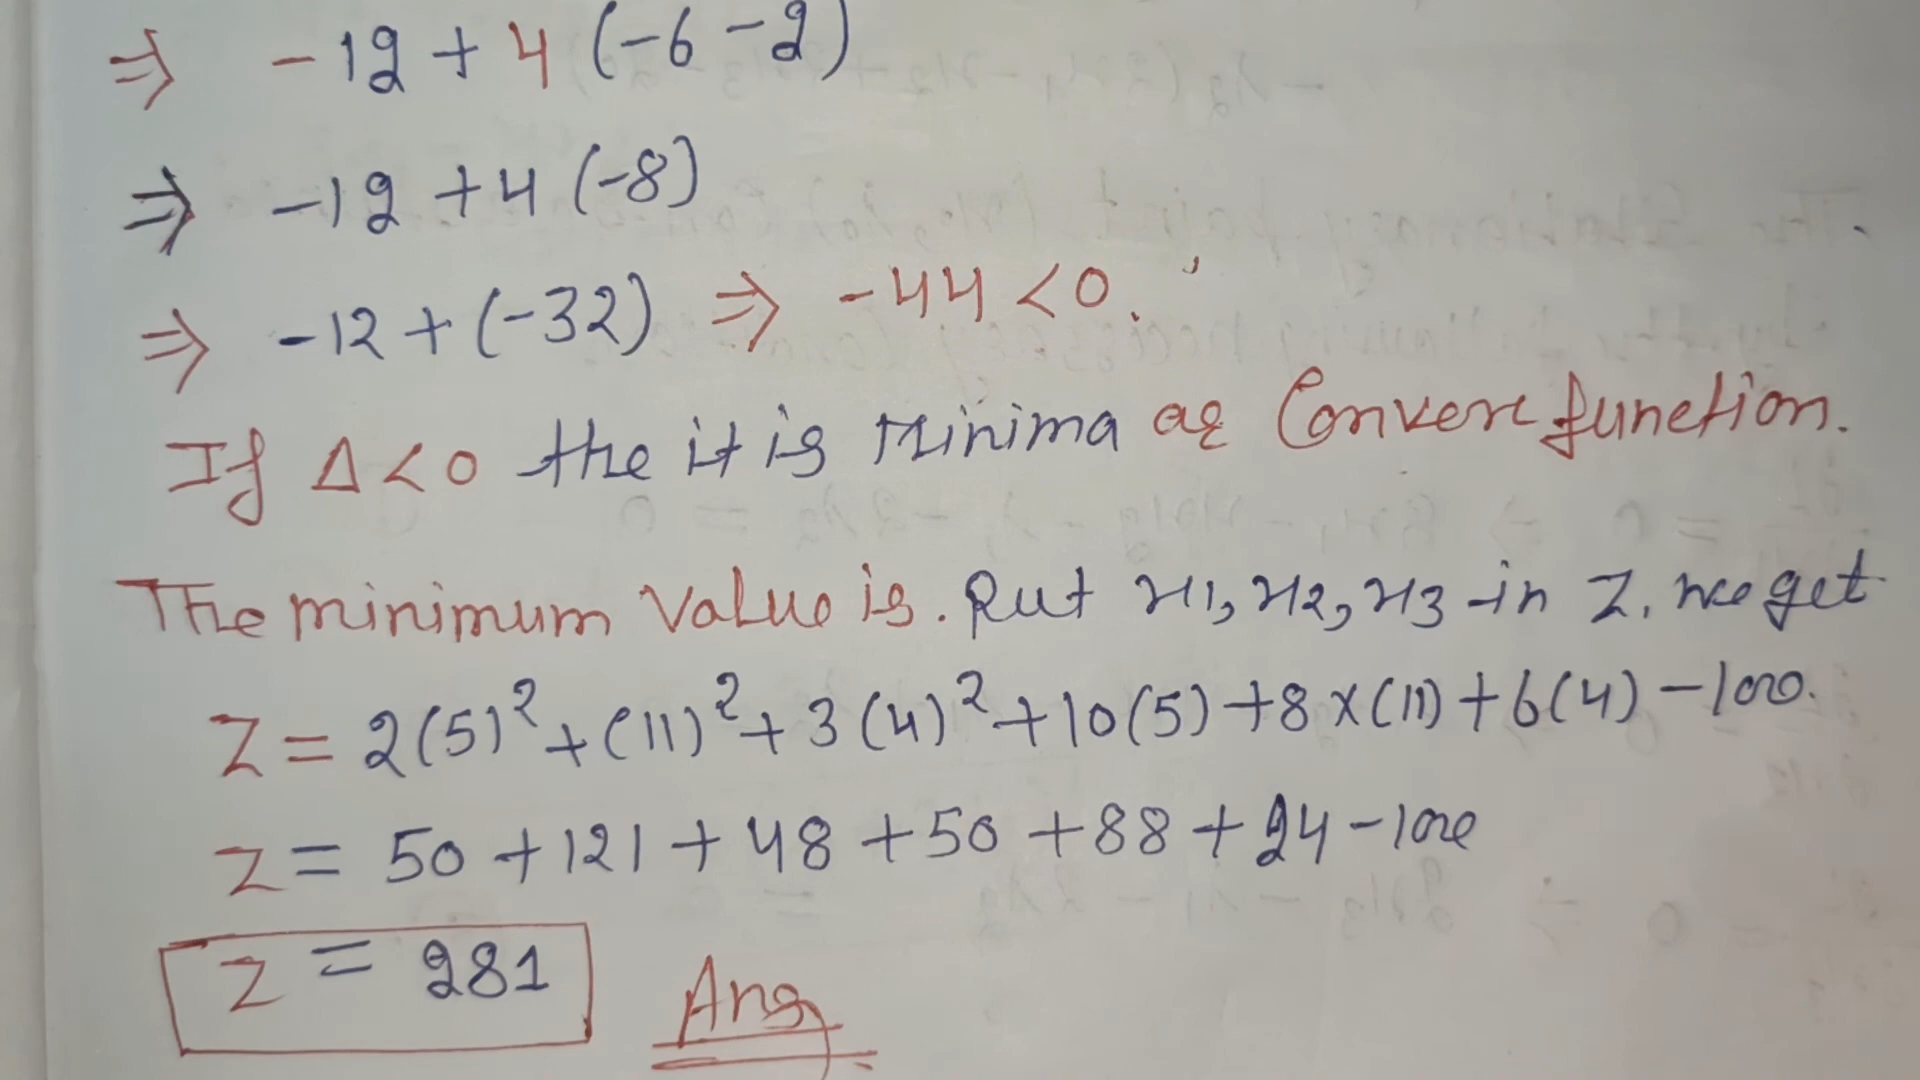 ⇒ -12 + 4 (-6 -2)
⇒ -12 +4 (-8)
⇒ -12 + (-32) ⇒ -44 <0.
If Δ<0 the it is Minima as Convex function.
The minimum value is. Put x1, x2, x3 in Z. we get
Z = 2(5)² + (11)² + 3(4)² + 10(5) + 8×(11) + 6(4) - 100.
Z = 50 + 121 + 48 + 50 + 88 + 24 - 100
Z = 281 Ans